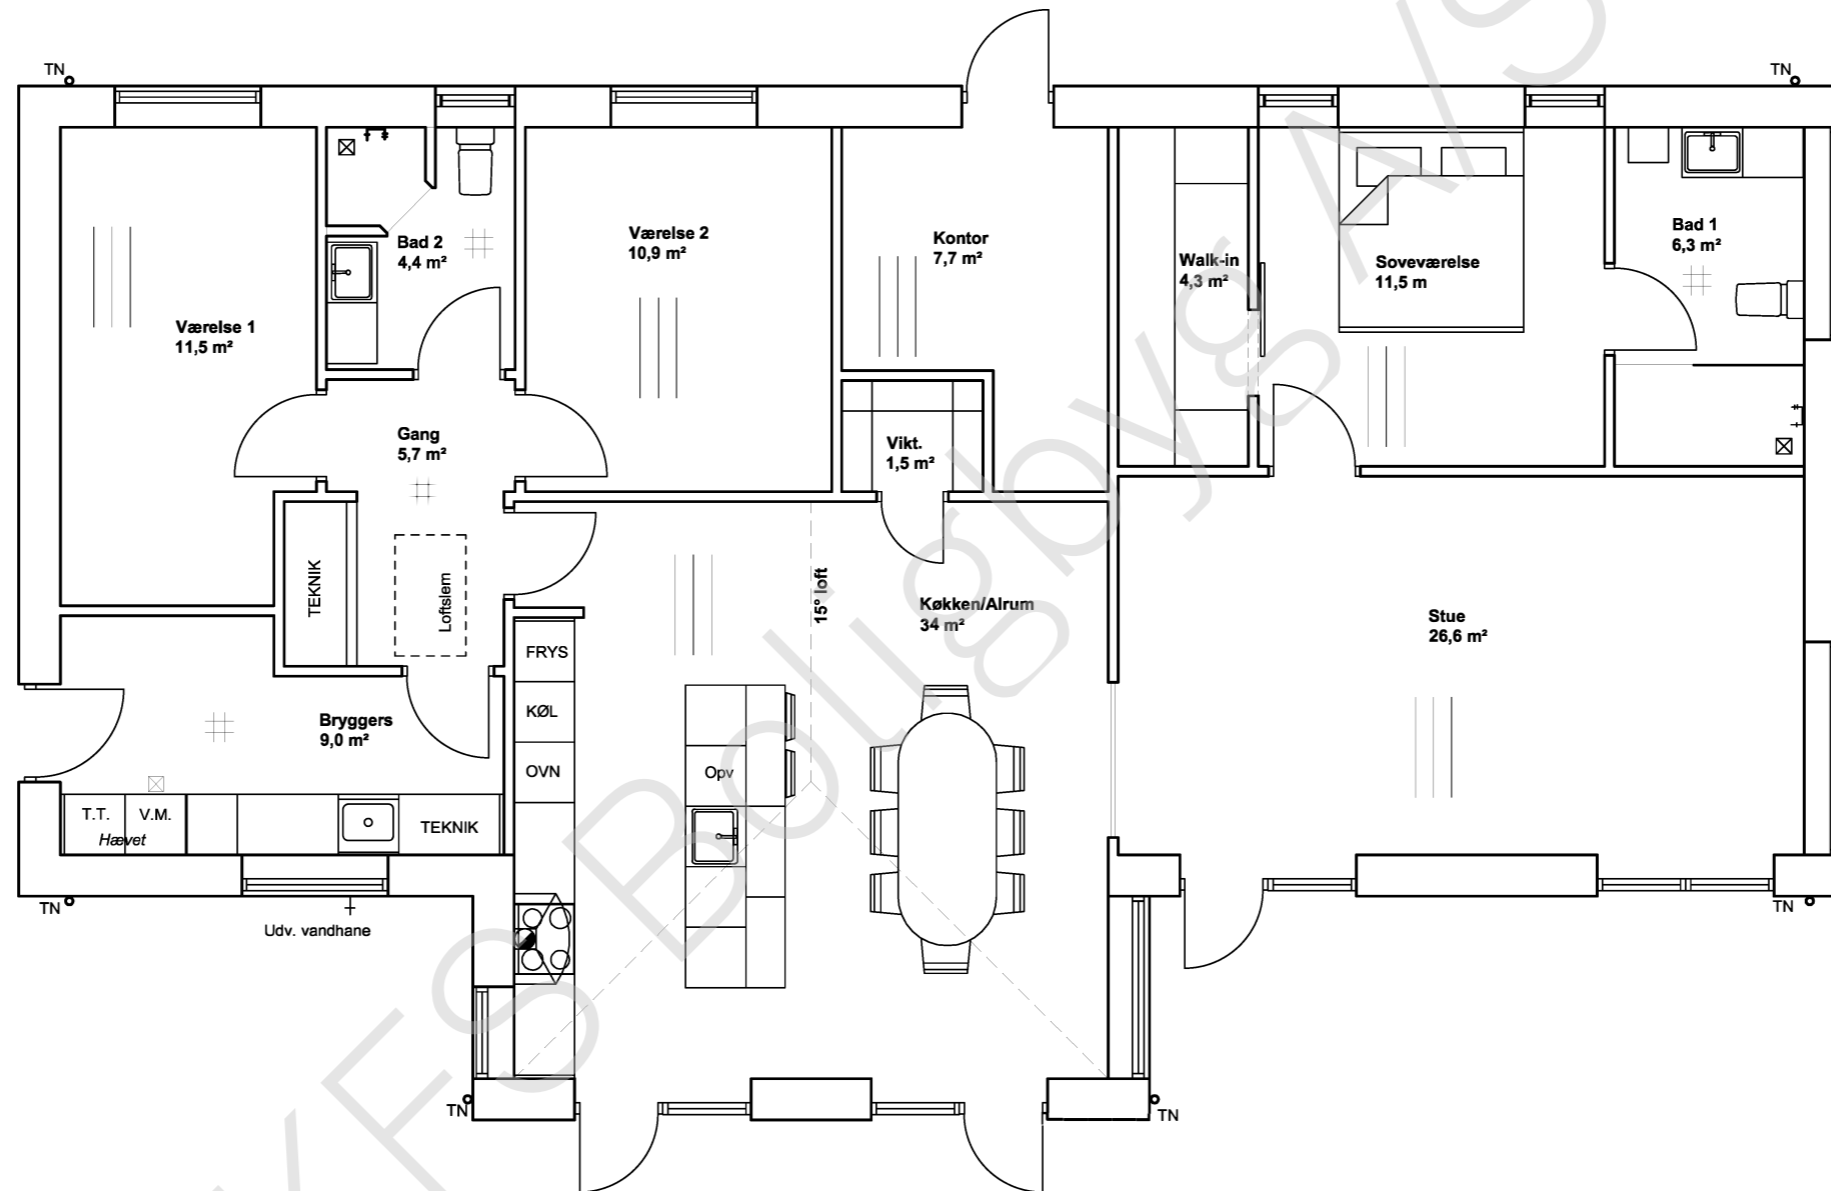 TN
TN
Værelse 1
11,5 m²
Bad 2
4,4 m²
Værelse 2
10,9 m²
Kontor
7,7 m²
Walk-in
4,3 m²
Soveværelse
11,5 m
Bad 1
6,3 m²
Gang
5,7 m²
Vikt.
1,5 m²
TEKNIK
Loftslem
15° loft
Køkken/Alrum
34 m²
Stue
26,6 m²
FRYS
KØL
OVN
Opv
Bryggers
9,0 m²
T.T.
V.M.
Hævet
TEKNIK
TN
Udv. vandhane
TN
TN
TN
KFS Boligbyg A/S